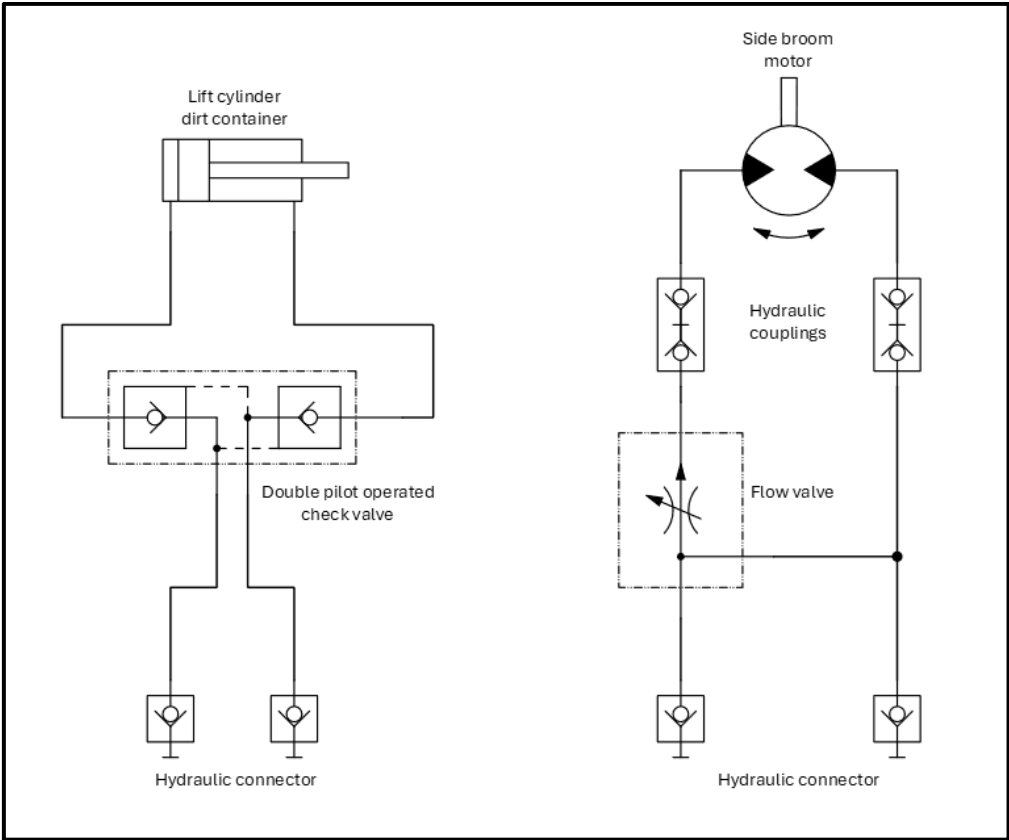 Side broom
motor
Lift cylinder
dirt container
Hydraulic
couplings
Double pilot operated
check valve
Flow valve
Hydraulic connector
Hydraulic connector